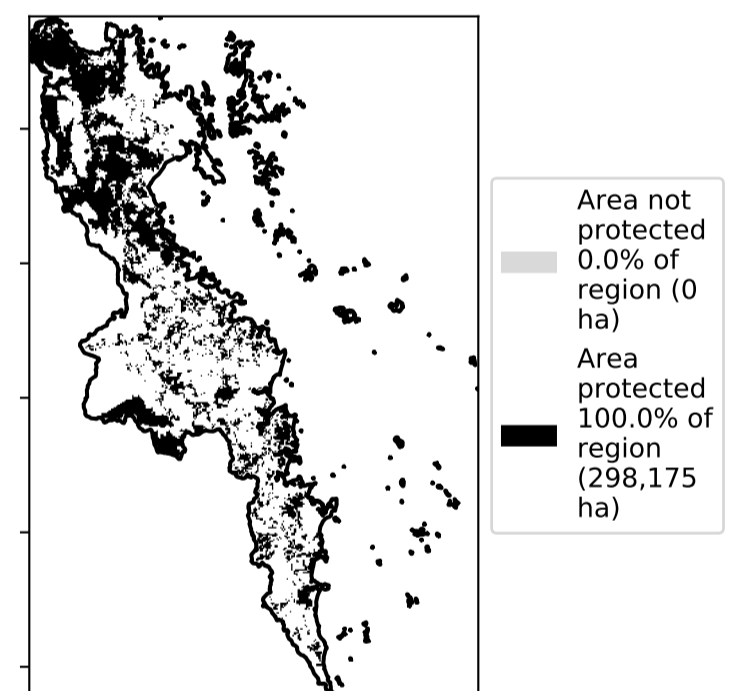 Area not
protected
0.0% of
region (0
ha)
Area
protected
100.0% of
region
(298,175
ha)